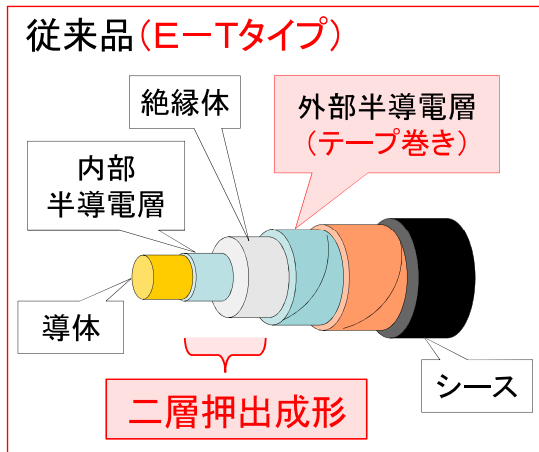 従来品(E-Tタイプ)
絶縁体
外部半導電層
(テープ巻き)
内部
半導電層
導体
シース
二層押出成形